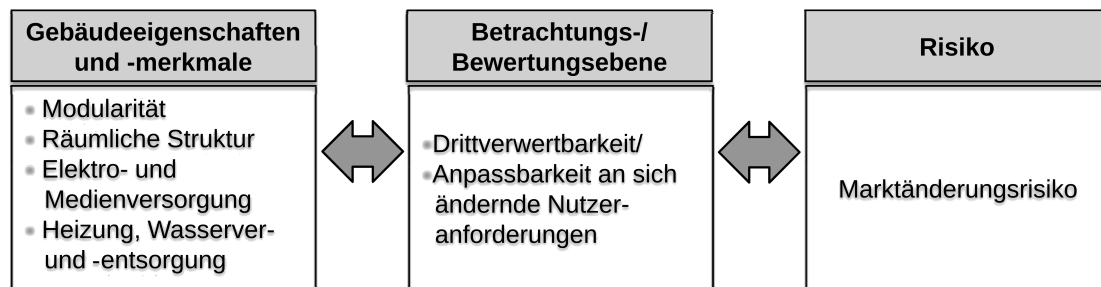 Gebäudeeigenschaften
und -merkmale
• Modularität
• Räumliche Struktur
• Elektro- und
Medienversorgung
• Heizung, Wasserver-
und -entsorgung
Betrachtungs-/
Bewertungsebene
•Drittverwertbarkeit/
•Anpassbarkeit an sich
ändernde Nutzer-
anforderungen
Risiko
Marktänderungsrisiko